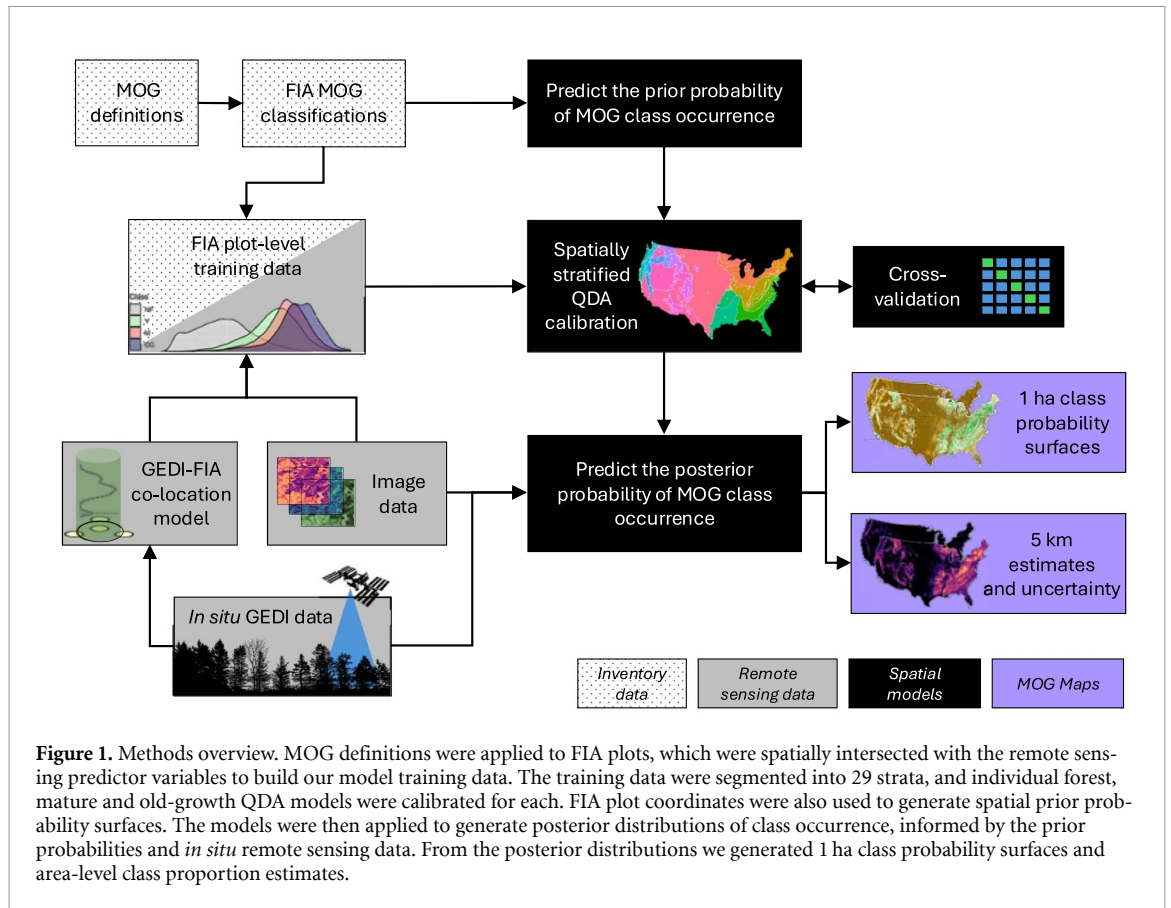 MOG
definitions
FIA MOG
classifications
Predict the prior probability
of MOG class occurrence
FIA plot-level
training data
Spatially
stratified
QDA
calibration
Cross-
validation
GEDI-FIA
co-location
model
Image
data
Predict the posterior
probability of MOG class
occurrence
1 ha class
probability
surfaces
5 km
estimates
and uncertainty
In situ GEDI data
Inventory
data
Remote
sensing data
Spatial
models
MOG Maps
Figure 1. Methods overview. MOG definitions were applied to FIA plots, which were spatially intersected with the remote sens-
ing predictor variables to build our model training data. The training data were segmented into 29 strata, and individual forest,
mature and old-growth QDA models were calibrated for each. FIA plot coordinates were also used to generate spatial prior prob-
ability surfaces. The models were then applied to generate posterior distributions of class occurrence, informed by the prior
probabilities and in situ remote sensing data. From the posterior distributions we generated 1 ha class probability surfaces and
area-level class proportion estimates.